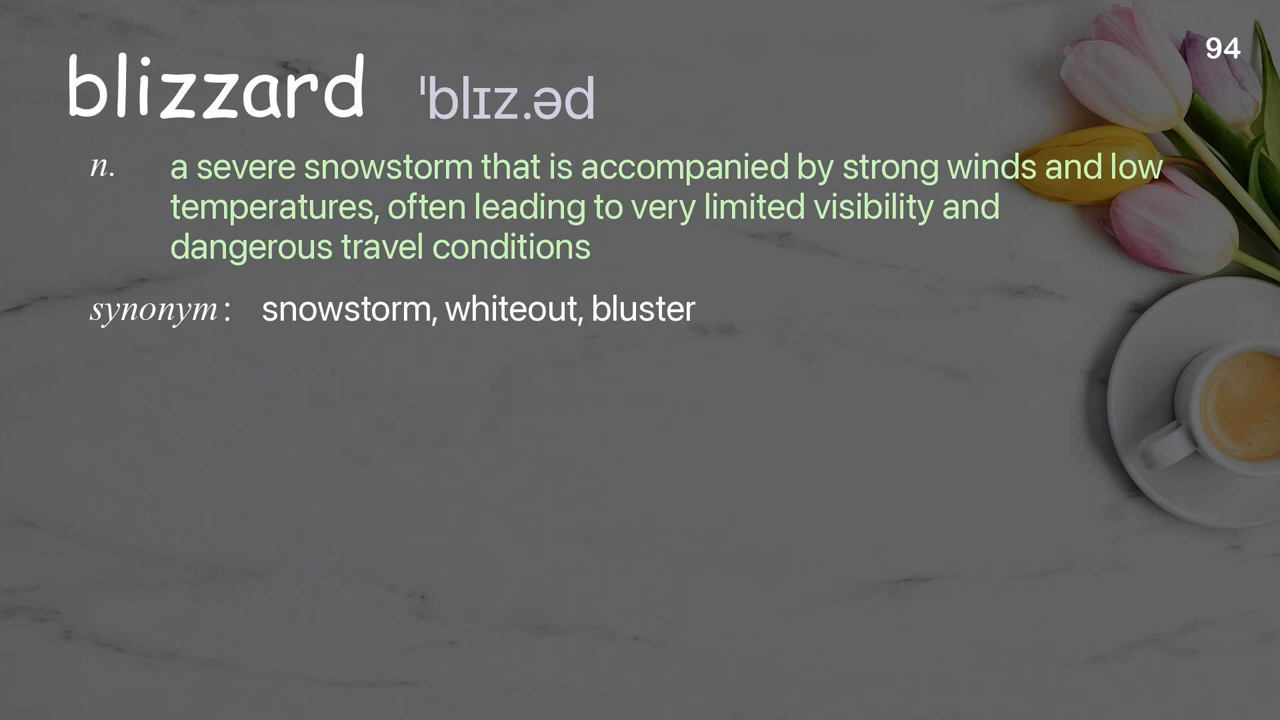 94
blizzard ˈblɪz.əd
n. a severe snowstorm that is accompanied by strong winds and low
temperatures, often leading to very limited visibility and
dangerous travel conditions
synonym: snowstorm, whiteout, bluster